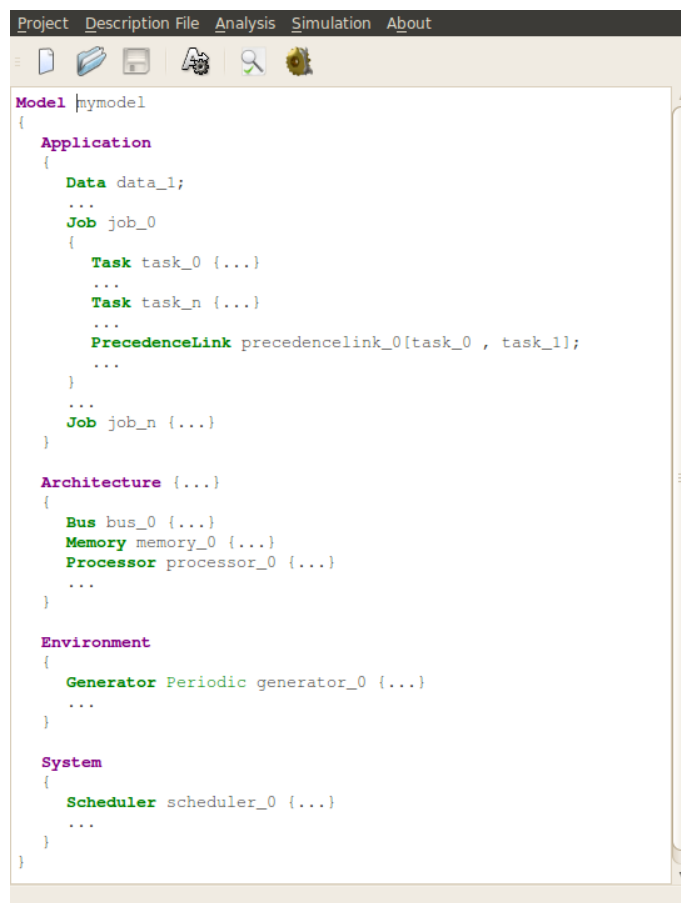 Project Description File Analysis Simulation About
Model mymodel
{
Application
{
Data data_1;
...
Job job_0
{
Task task_0 {...}
...
Task task_n {...}
...
PrecedenceLink precedencelink_0[task_0 , task_1];
...
}
...
Job job_n {...}
}
Architecture {...}
{
Bus bus_0 {...}
Memory memory_0 {...}
Processor processor_0 {...}
...
}
Environment
{
Generator Periodic generator_0 {...}
...
}
System
{
Scheduler scheduler_0 {...}
...
}
}